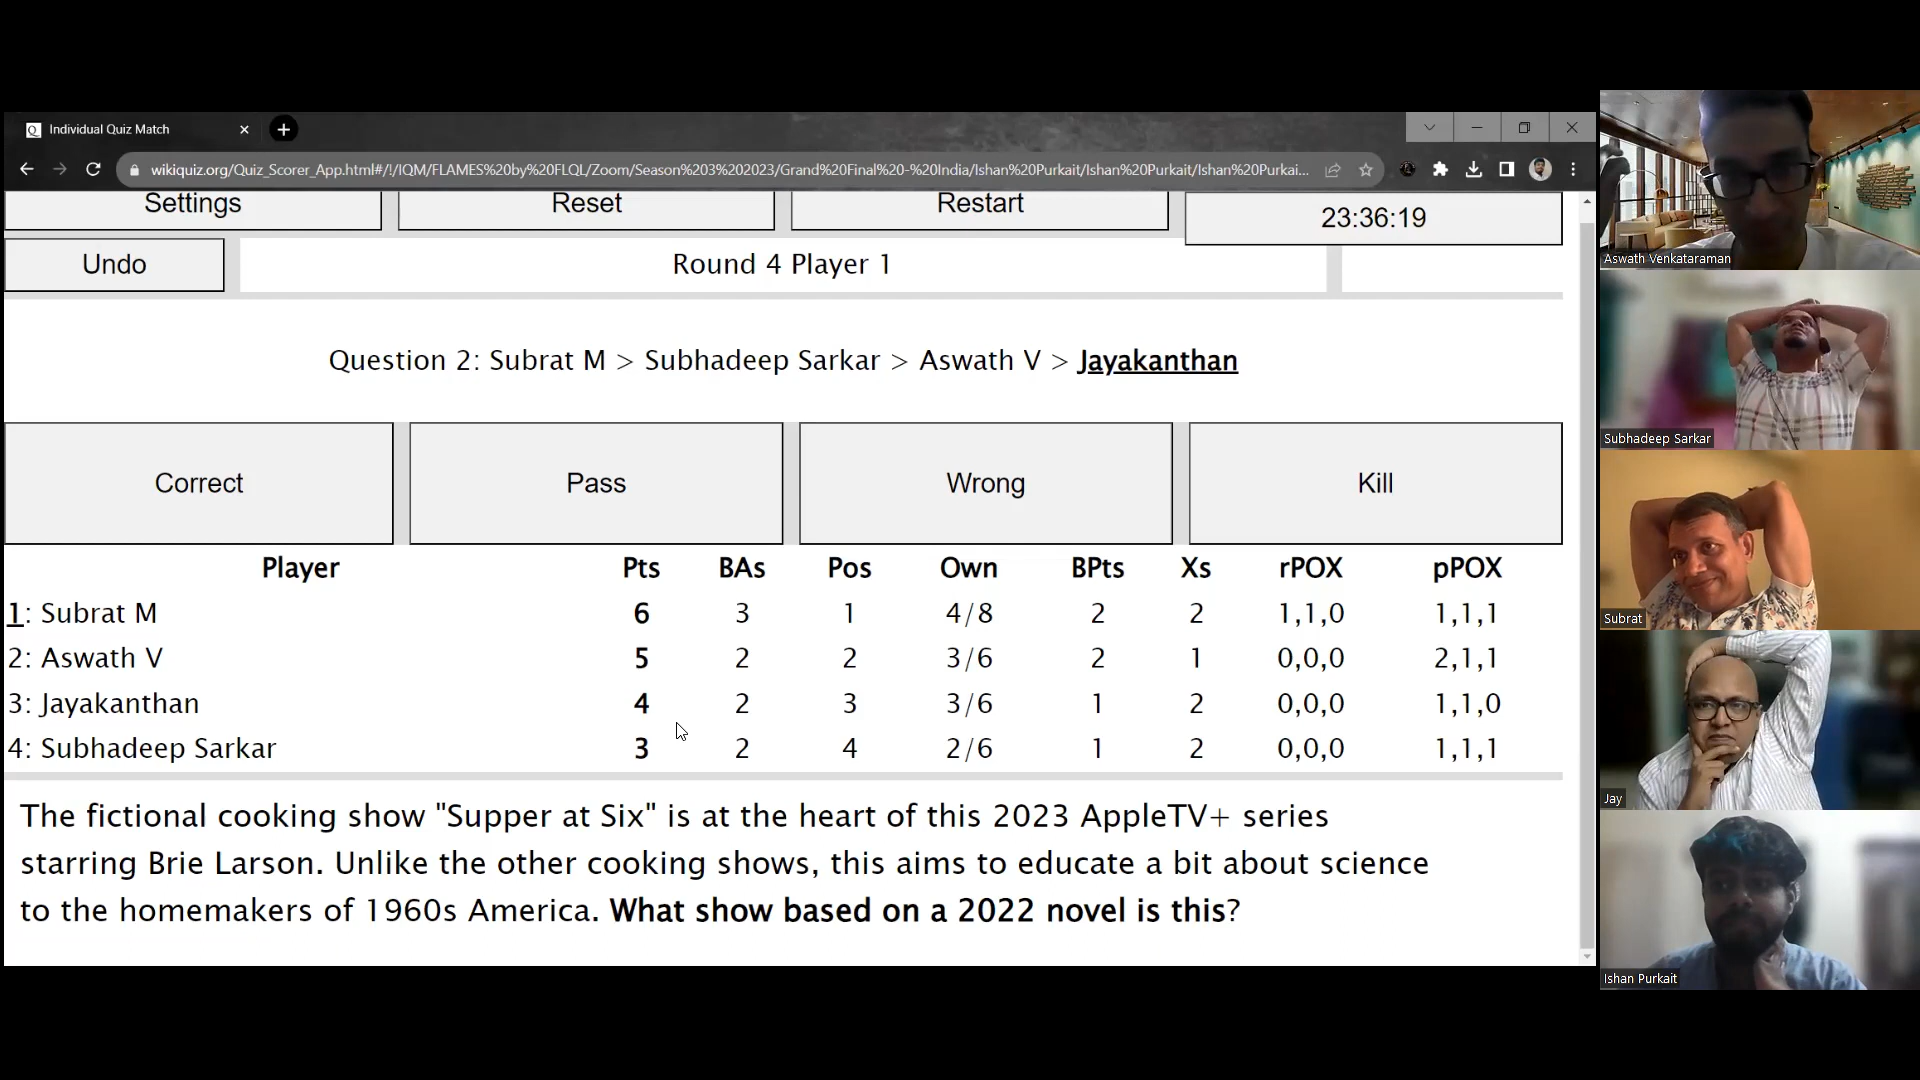 Individual Quiz Match
wikiquiz.org/Quiz_Scorer_App.html#/!/IQM/FLAMES%20by%20FLQL/Zoom/Season%203%202023/Grand%20Final%20-%20India/Ishan%20Purkait/Ishan%20Purkait/Ishan%20Purkai...
Settings Reset Restart 23:36:19
Undo Round 4 Player 1
Question 2: Subrat M > Subhadeep Sarkar > Aswath V > Jayakanthan
Correct Pass Wrong Kill
Player Pts BAs Pos Own BPts Xs rPOX pPOX
1: Subrat M 6 3 1 4/8 2 2 1,1,0 1,1,1
2: Aswath V 5 2 2 3/6 2 1 0,0,0 2,1,1
3: Jayakanthan 4 2 3 3/6 1 2 0,0,0 1,1,0
4: Subhadeep Sarkar 3 2 4 2/6 1 2 0,0,0 1,1,1
The fictional cooking show "Supper at Six" is at the heart of this 2023 AppleTV+ series
starring Brie Larson. Unlike the other cooking shows, this aims to educate a bit about science
to the homemakers of 1960s America. What show based on a 2022 novel is this?
Aswath Venkataraman
Subhadeep Sarkar
Subrat
Jay
Ishan Purkait